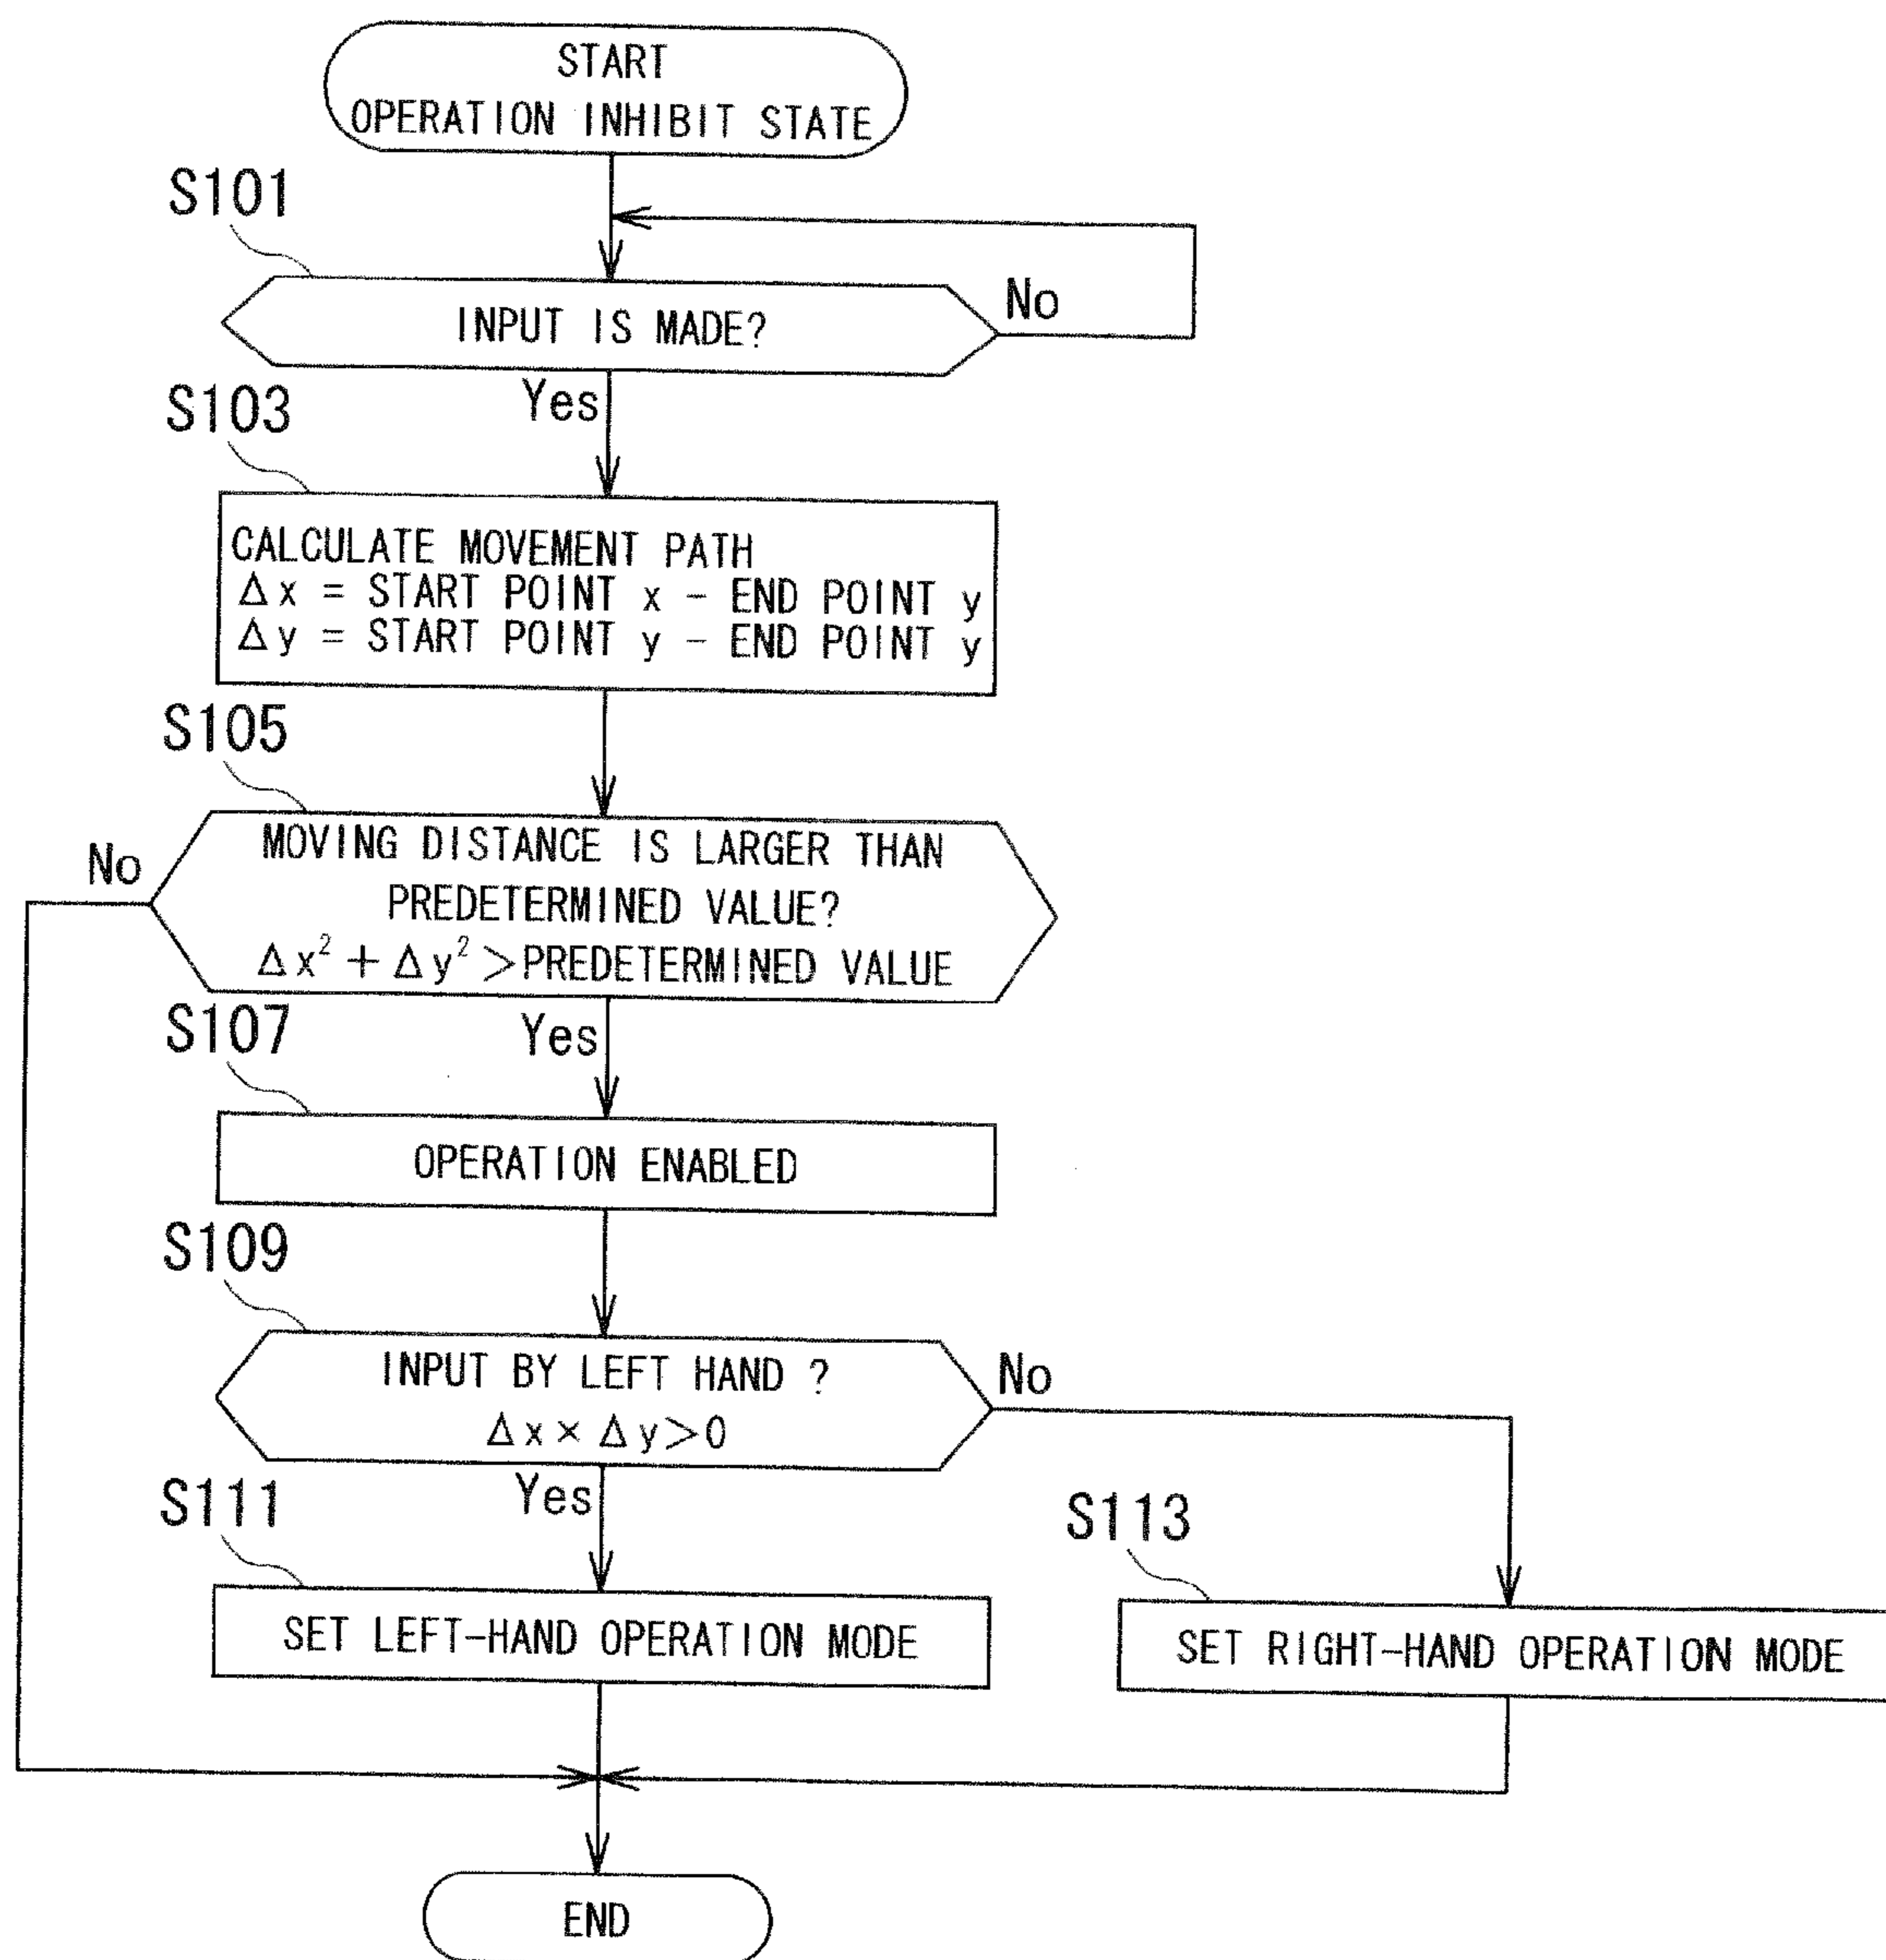 START
OPERATION INHIBIT STATE
S101
INPUT IS MADE?
No
Yes
S103
CALCULATE MOVEMENT PATH
Δx = START POINT x - END POINT y
Δy = START POINT y - END POINT y
S105
MOVING DISTANCE IS LARGER THAN
PREDETERMINED VALUE?
Δx² + Δy² > PREDETERMINED VALUE
No
Yes
S107
OPERATION ENABLED
S109
INPUT BY LEFT HAND ?
Δx × Δy > 0
No
Yes
S111
SET LEFT-HAND OPERATION MODE
S113
SET RIGHT-HAND OPERATION MODE
END